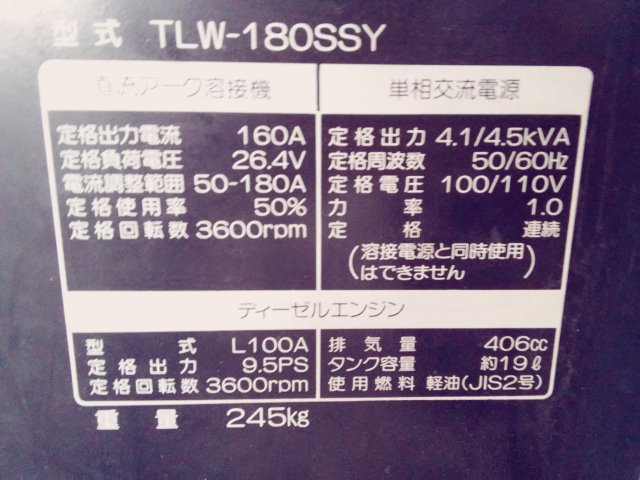 型式 TLW-180SSY
直流アーク溶接機
定格出力電流 160A
定格負荷電圧 26.4V
電流調整範囲 50-180A
定格使用率 50%
定格回転数 3600rpm
単相交流電源
定格出力 4.1/4.5kVA
定格周波数 50/60Hz
定格電圧 100/110V
力率 1.0
定格 連続
(溶接電源と同時使用
はできません)
ディーゼルエンジン
型式 L100A
定格出力 9.5PS
定格回転数 3600rpm
排気量 406cc
タンク容量 約19ℓ
使用燃料 軽油(JIS2号)
重量 245kg